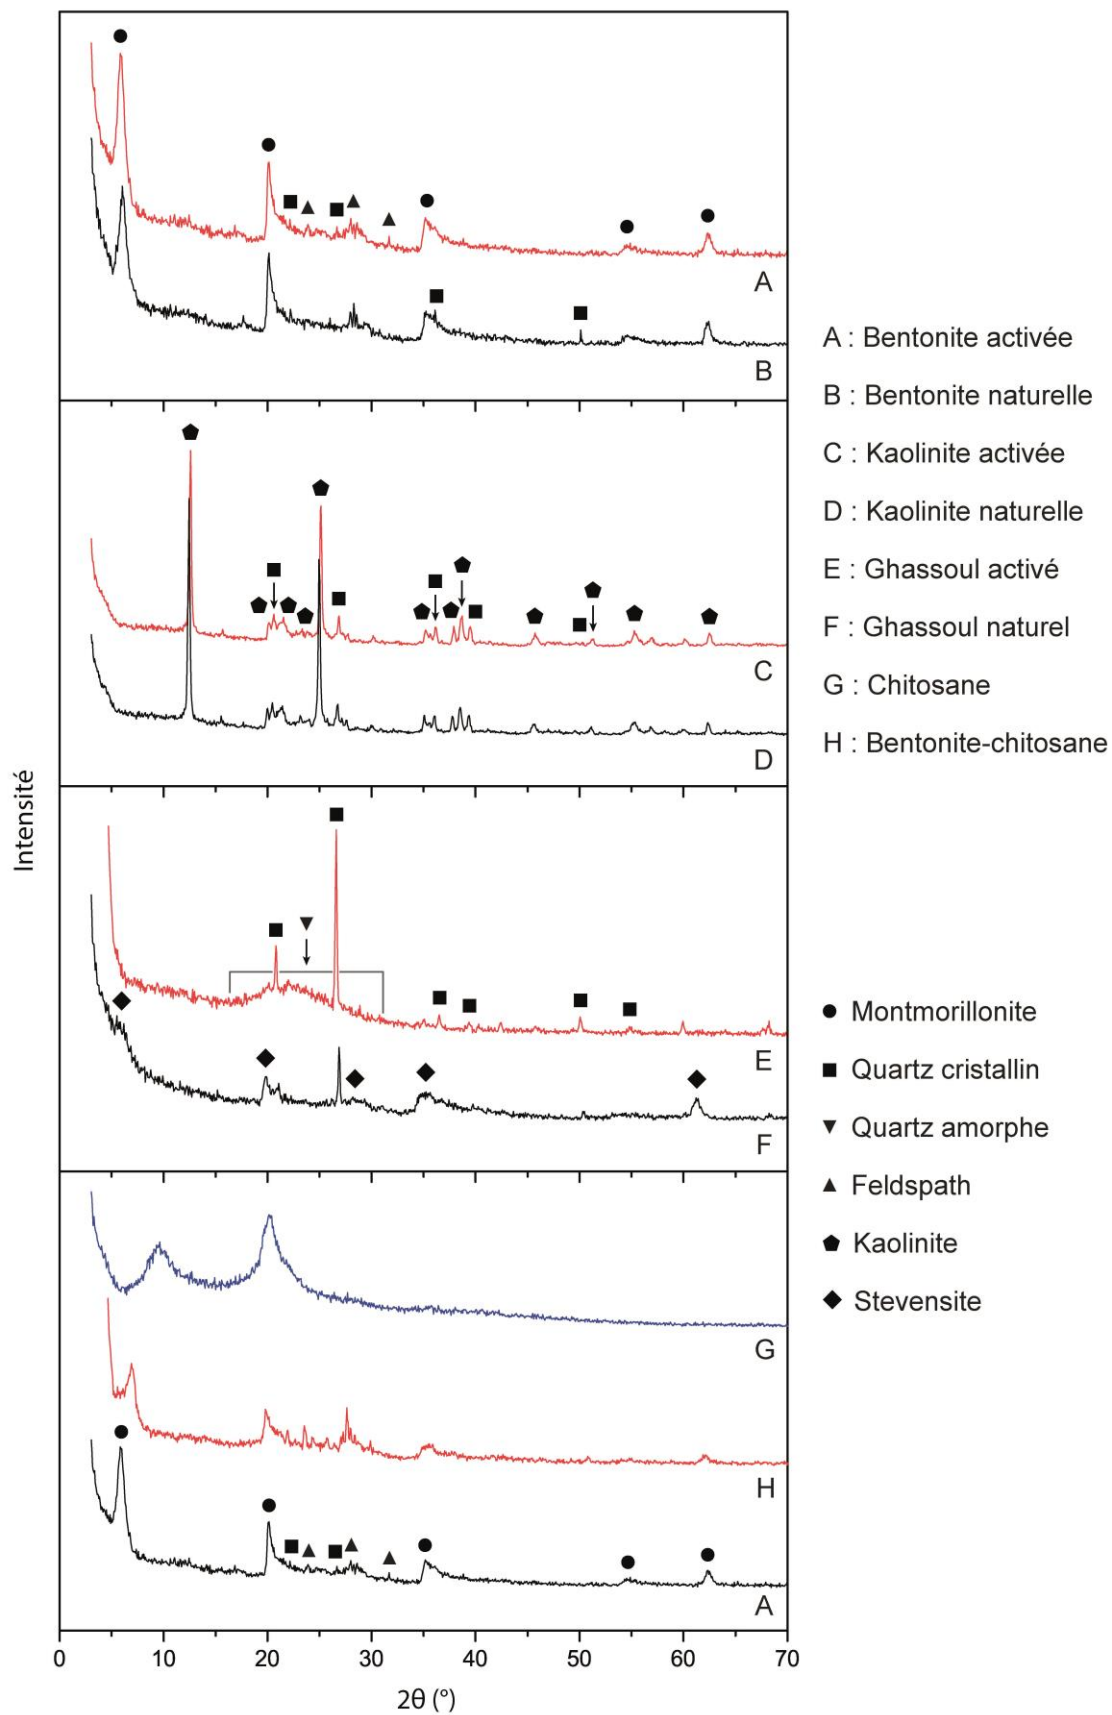 A
B
C
D
E
F
G
H
A
Intensité
0 10 20 30 40 50 60 70
2θ (°)
A : Bentonite activée
B : Bentonite naturelle
C : Kaolinite activée
D : Kaolinite naturelle
E : Ghassoul activé
F : Ghassoul naturel
G : Chitosane
H : Bentonite-chitosane
Montmorillonite
Quartz cristallin
Quartz amorphe
Feldspath
Kaolinite
Stevensite